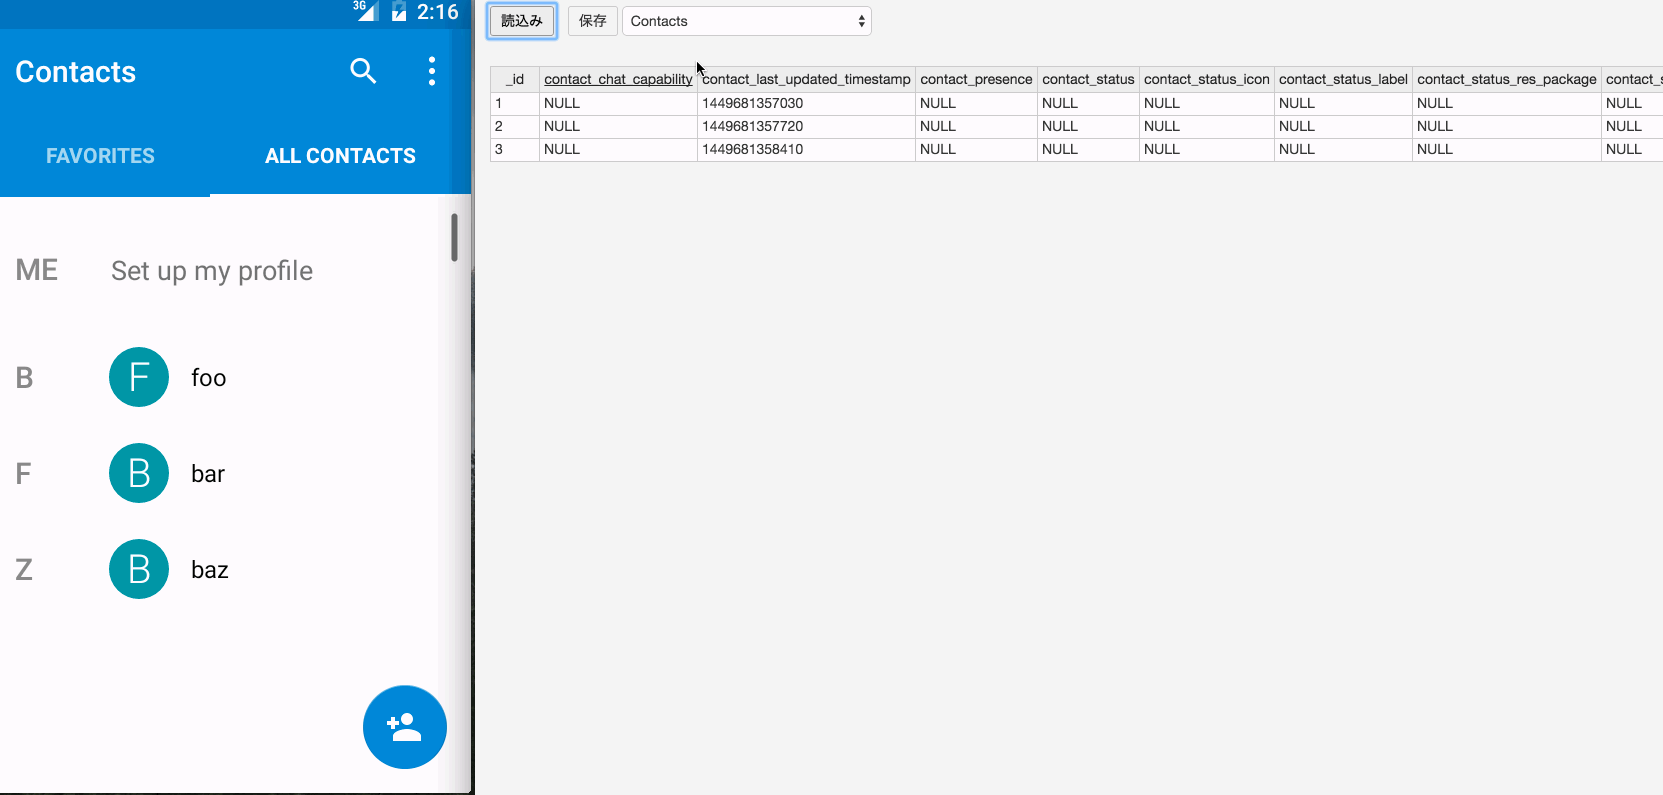 3G 2:16
Contacts
FAVORITES ALL CONTACTS
ME Set up my profile
B F foo
F B bar
Z B baz
読込み 保存 Contacts
_id contact_chat_capability contact_last_updated_timestamp contact_presence contact_status contact_status_icon contact_status_label contact_status_res_package contact_s
1 NULL 1449681357030 NULL NULL NULL NULL NULL NULL
2 NULL 1449681357720 NULL NULL NULL NULL NULL NULL
3 NULL 1449681358410 NULL NULL NULL NULL NULL NULL